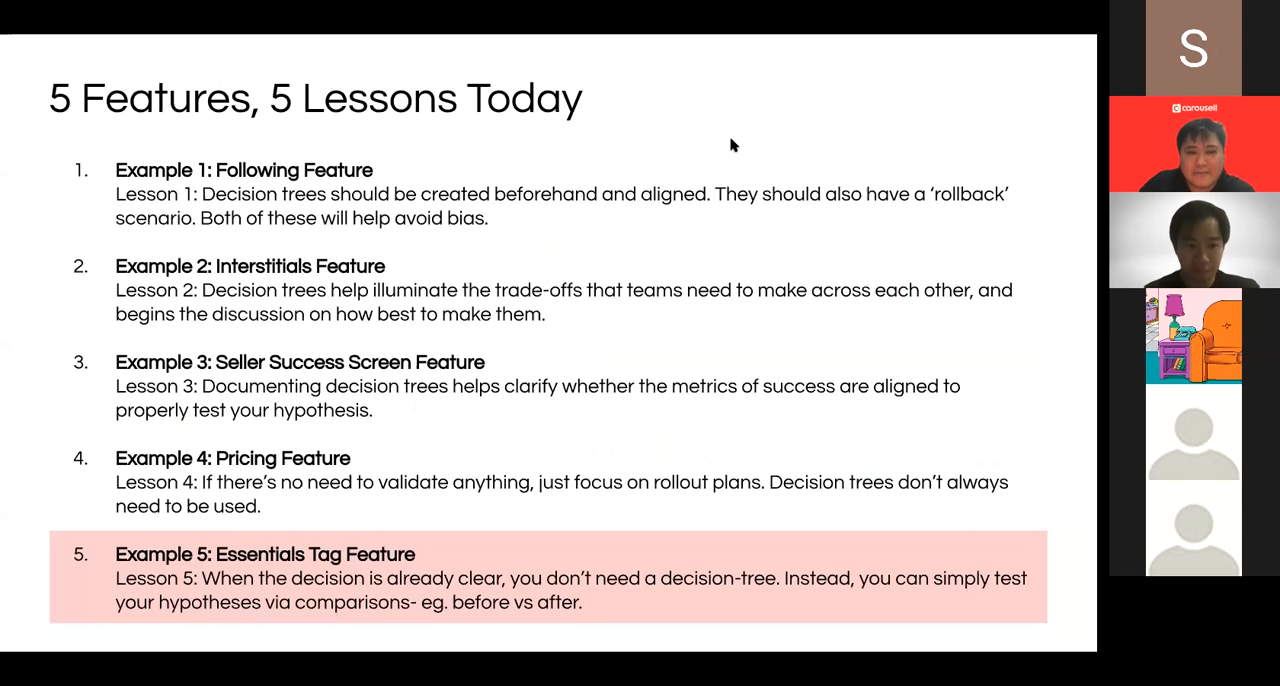 5 Features, 5 Lessons Today
1. Example 1: Following Feature
Lesson 1: Decision trees should be created beforehand and aligned. They should also have a ‘rollback’
scenario. Both of these will help avoid bias.
2. Example 2: Interstitials Feature
Lesson 2: Decision trees help illuminate the trade-offs that teams need to make across each other, and
begins the discussion on how best to make them.
3. Example 3: Seller Success Screen Feature
Lesson 3: Documenting decision trees helps clarify whether the metrics of success are aligned to
properly test your hypothesis.
4. Example 4: Pricing Feature
Lesson 4: If there’s no need to validate anything, just focus on rollout plans. Decision trees don’t always
need to be used.
5. Example 5: Essentials Tag Feature
Lesson 5: When the decision is already clear, you don’t need a decision-tree. Instead, you can simply test
your hypotheses via comparisons- eg. before vs after.
S
carousell